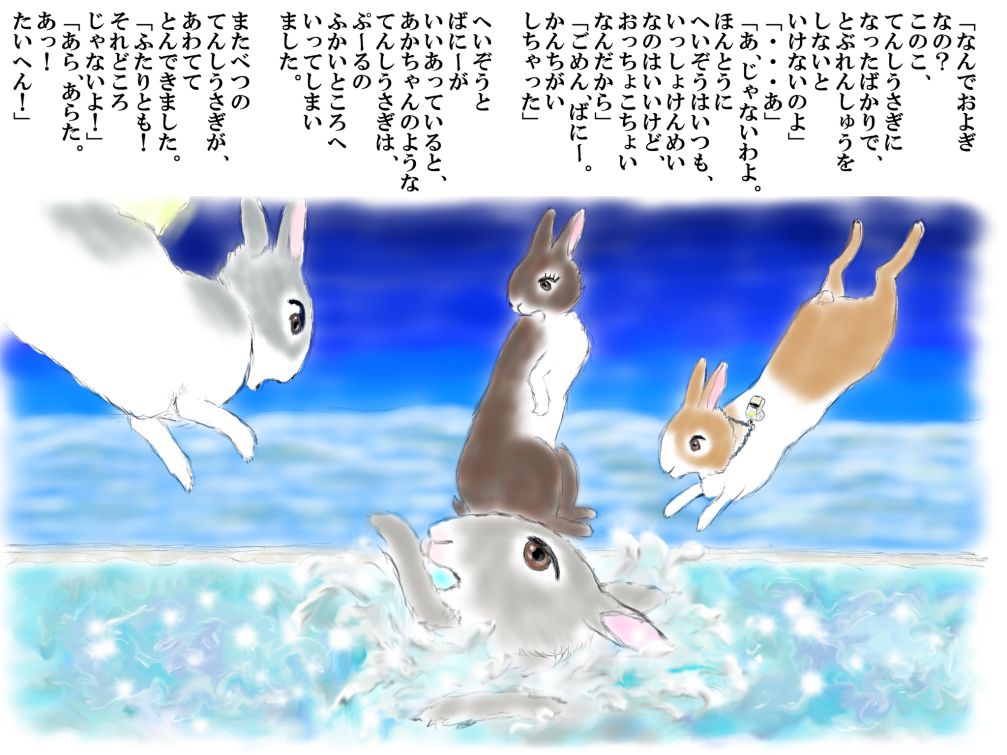 「なんでおよぎ
なの？
このこ、
てんしうさぎに
なったばかりで、
とぶれんしゅうを
しないと
いけないのよ」
「・・・あ」
「あ、じゃないわよ。
ほんとうに
へいぞうはいつも、
いっしょけんめい
なのはいいけど、
おっちょこちょい
なんだから」
「ごめん、ばにー。
かんちがい
しちゃった」
へいぞうと
ばにーが
いいあっていると、
あかちゃんのような
てんしうさぎは、
ぷーるの
ふかいところへ
いってしまい
ました。
またべつの
てんしうさぎが、
あわてて
とんできました。
「ふたりとも！
それどころ
じゃないよ！」
「あら、あらた。
あっ！
たいへん！」